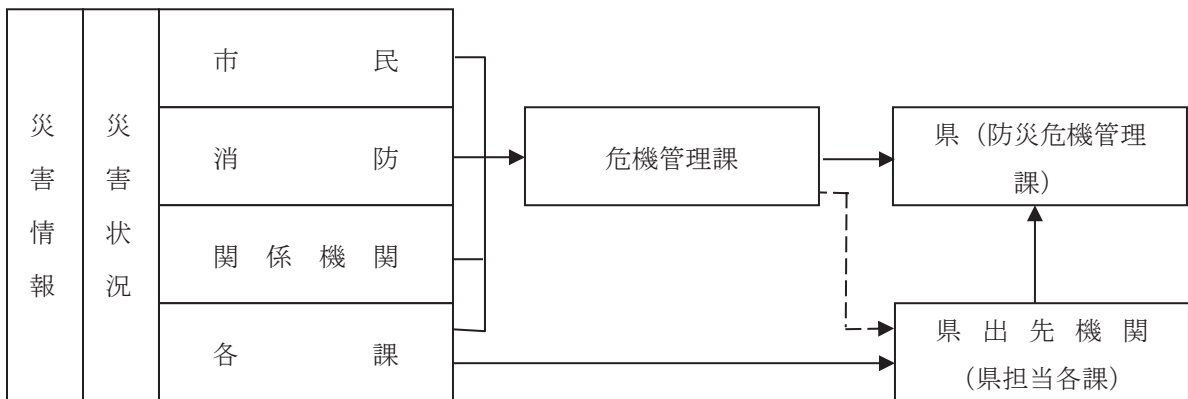 災害情報
災害状況
市民
消防
関係機関
各課
危機管理課
県（防災危機管理
課）
県出先機関
（県担当各課）